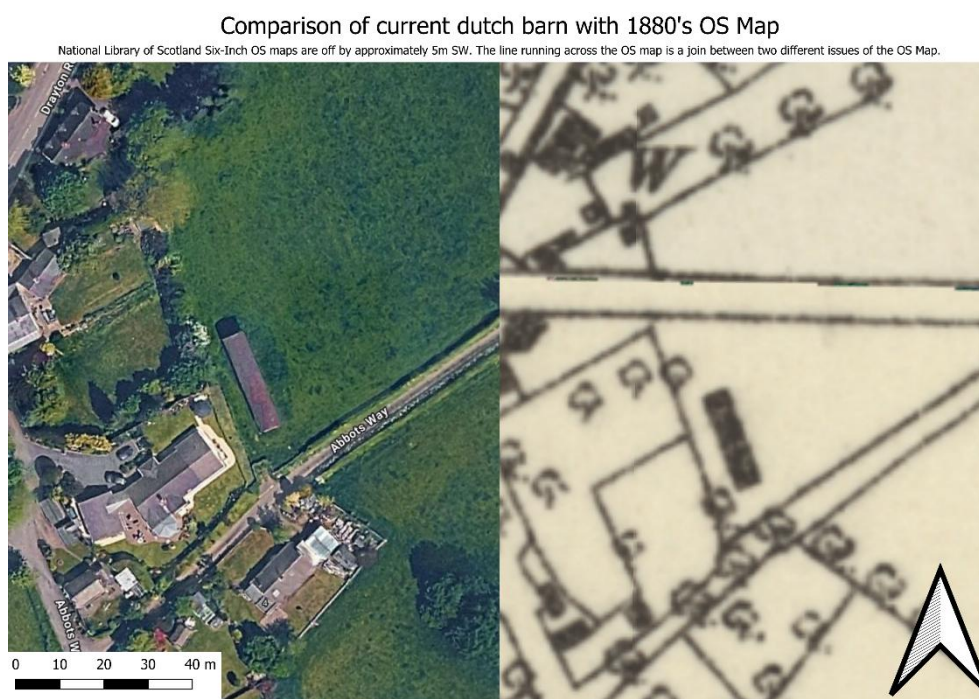 Comparison of current dutch barn with 1880's OS Map
National Library of Scotland Six-Inch OS maps are off by approximately 5m SW. The line running across the OS map is a join between two different issues of the OS Map.
Drayton R
W
Abbots Way
Abbots W
0 10 20 30 40 m